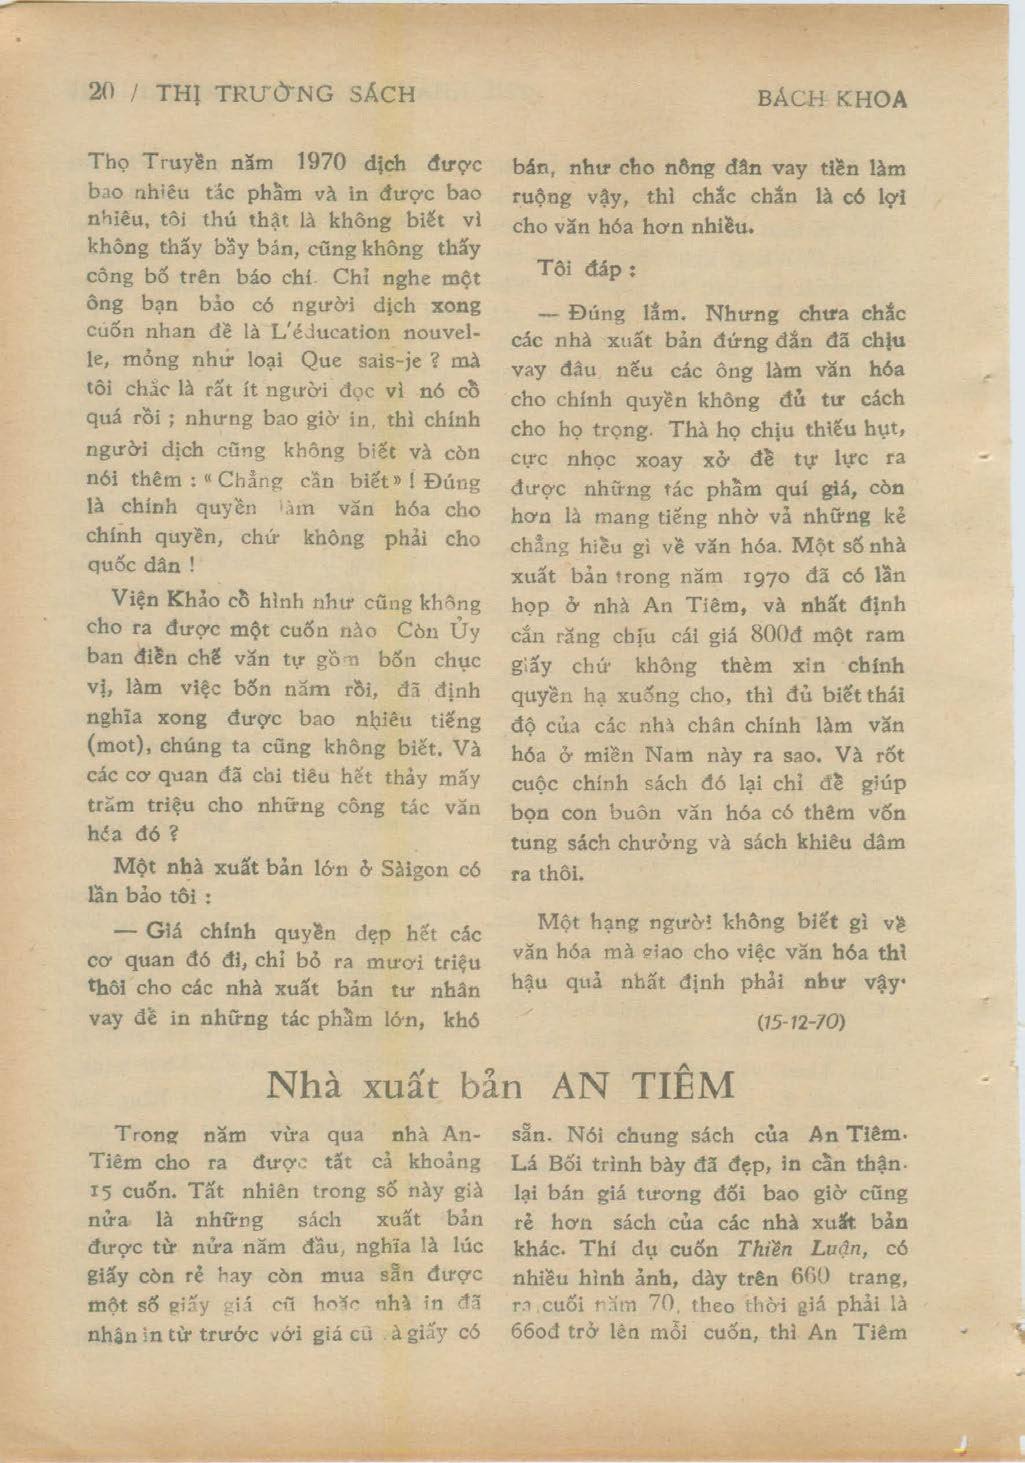 20 / THỊ TRƯỜNG SÁCH
BÁCH KHOA
Thọ Truyền năm 1970 dịch được
bao nhiêu tác phẩm và in được bao
nhiêu, tôi thú thật là không biết vì
không thấy bầy bán, cũng không thấy
công bố trên báo chí. Chỉ nghe một
ông bạn bảo có người dịch xong
cuốn nhan đề là L'éducation nouvel-
le, mỏng như loại Que sais-je ? mà
tôi chắc là rất ít người đọc vì nó cổ
quá rồi ; nhưng bao giờ in, thì chính
người dịch cũng không biết và còn
nói thêm : « Chẳng cần biết» ! Đúng
là chính quyền làm văn hóa cho
chính quyền, chứ không phải cho
quốc dân !
Viện Khảo cổ hình như cũng không
cho ra được một cuốn nào Còn Ủy
ban điển chế văn tự gồm bốn chục
vị, làm việc bốn năm rồi, đã định
nghĩa xong được bao nhiêu tiếng
(mot), chúng ta cũng không biết. Và
các cơ quan đã chi tiêu hết thảy mấy
trăm triệu cho những công tác văn
hóa đó ?
Một nhà xuất bản lớn ở Sàigon có
lần bảo tôi :
— Giá chính quyền dẹp hết các
cơ quan đó đi, chỉ bỏ ra mươi triệu
thôi cho các nhà xuất bản tư nhân
vay để in những tác phẩm lớn, khó
bán, như cho nông dân vay tiền làm
ruộng vậy, thì chắc chắn là có lợi
cho văn hóa hơn nhiều.
Tôi đáp :
— Đúng lắm. Nhưng chưa chắc
các nhà xuất bản đứng đắn đã chịu
vay đâu nếu các ông làm văn hóa
cho chính quyền không đủ tư cách
cho họ trọng. Thà họ chịu thiếu hụt,
cực nhọc xoay xở để tự lực ra
được những tác phẩm quí giá, còn
hơn là mang tiếng nhờ vả những kẻ
chẳng hiểu gì về văn hóa. Một số nhà
xuất bản trong năm 1970 đã có lần
họp ở nhà An Tiêm, và nhất định
cắn răng chịu cái giá 800đ một ram
giấy chứ không thèm xin chính
quyền hạ xuống cho, thì đủ biết thái
độ của các nhà chân chính làm văn
hóa ở miền Nam này ra sao. Và rốt
cuộc chính sách đó lại chỉ để giúp
bọn con buôn văn hóa có thêm vốn
tung sách chưởng và sách khiêu dâm
ra thôi.
Một hạng người không biết gì về
văn hóa mà giao cho việc văn hóa thì
hậu quả nhất định phải như vậy.
(15-12-70)
Nhà xuất bản AN TIÊM
Trong năm vừa qua nhà An-
Tiêm cho ra được tất cả khoảng
15 cuốn. Tất nhiên trong số này già
nửa là những sách xuất bản
được từ nửa năm đầu, nghĩa là lúc
giấy còn rẻ hay còn mua sẵn được
một số giấy giá cũ hoặc nhà in đã
nhận in từ trước với giá cũ và giấy có
sẵn. Nói chung sách của An Tiêm.
Lá Bối trình bày đã đẹp, in cần thận.
lại bán giá tương đối bao giờ cũng
rẻ hơn sách của các nhà xuất bản
khác. Thí dụ cuốn Thiền Luận, có
nhiều hình ảnh, dày trên 660 trang,
ra cuối năm 70, theo thời giá phải là
660đ trở lên mỗi cuốn, thì An Tiêm